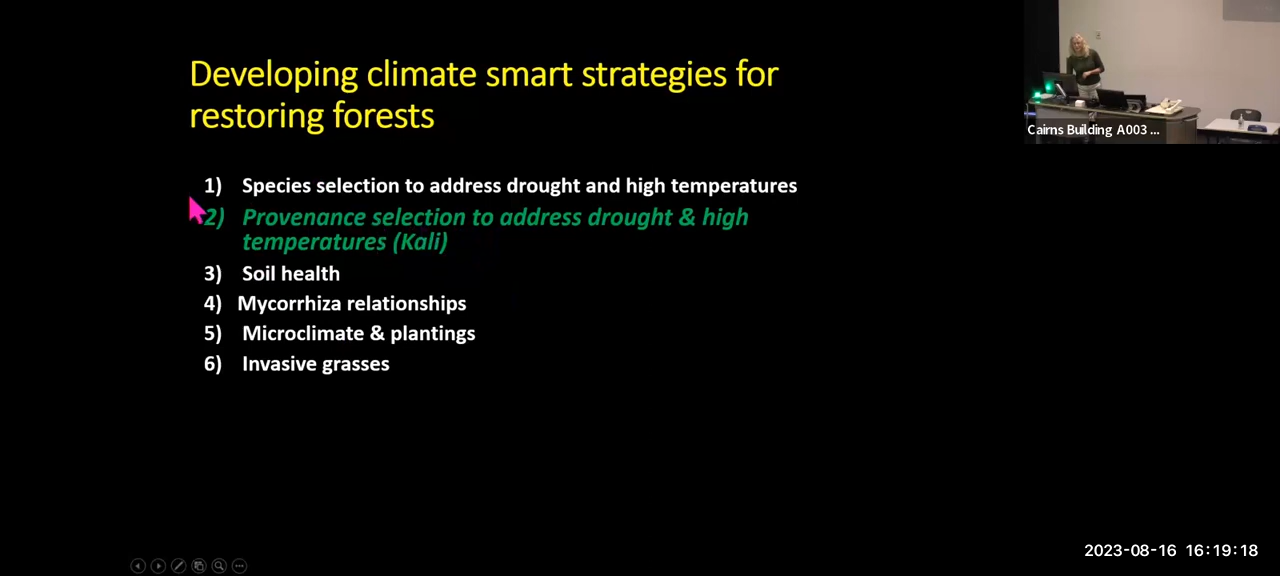 Developing climate smart strategies for
restoring forests
1) Species selection to address drought and high temperatures
2) Provenance selection to address drought & high
temperatures (Kali)
3) Soil health
4) Mycorrhiza relationships
5) Microclimate & plantings
6) Invasive grasses
Cairns Building A003 ...
2023-08-16 16:19:18